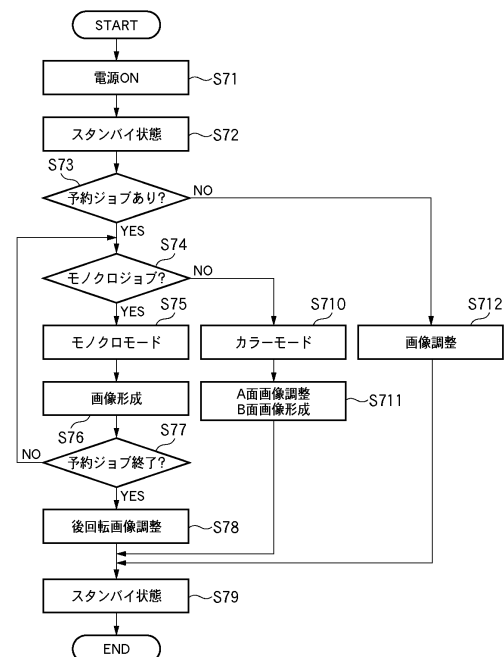 START
電源ON
S71
スタンバイ状態
S72
S73
予約ジョブあり?
NO
YES
S74
モノクロジョブ?
NO
YES
S75
モノクロモード
S710
カラーモード
S712
画像調整
画像形成
S76
A面画像調整
B面画像形成
S711
S77
予約ジョブ終了?
NO
YES
後回転画像調整
S78
スタンバイ状態
S79
END